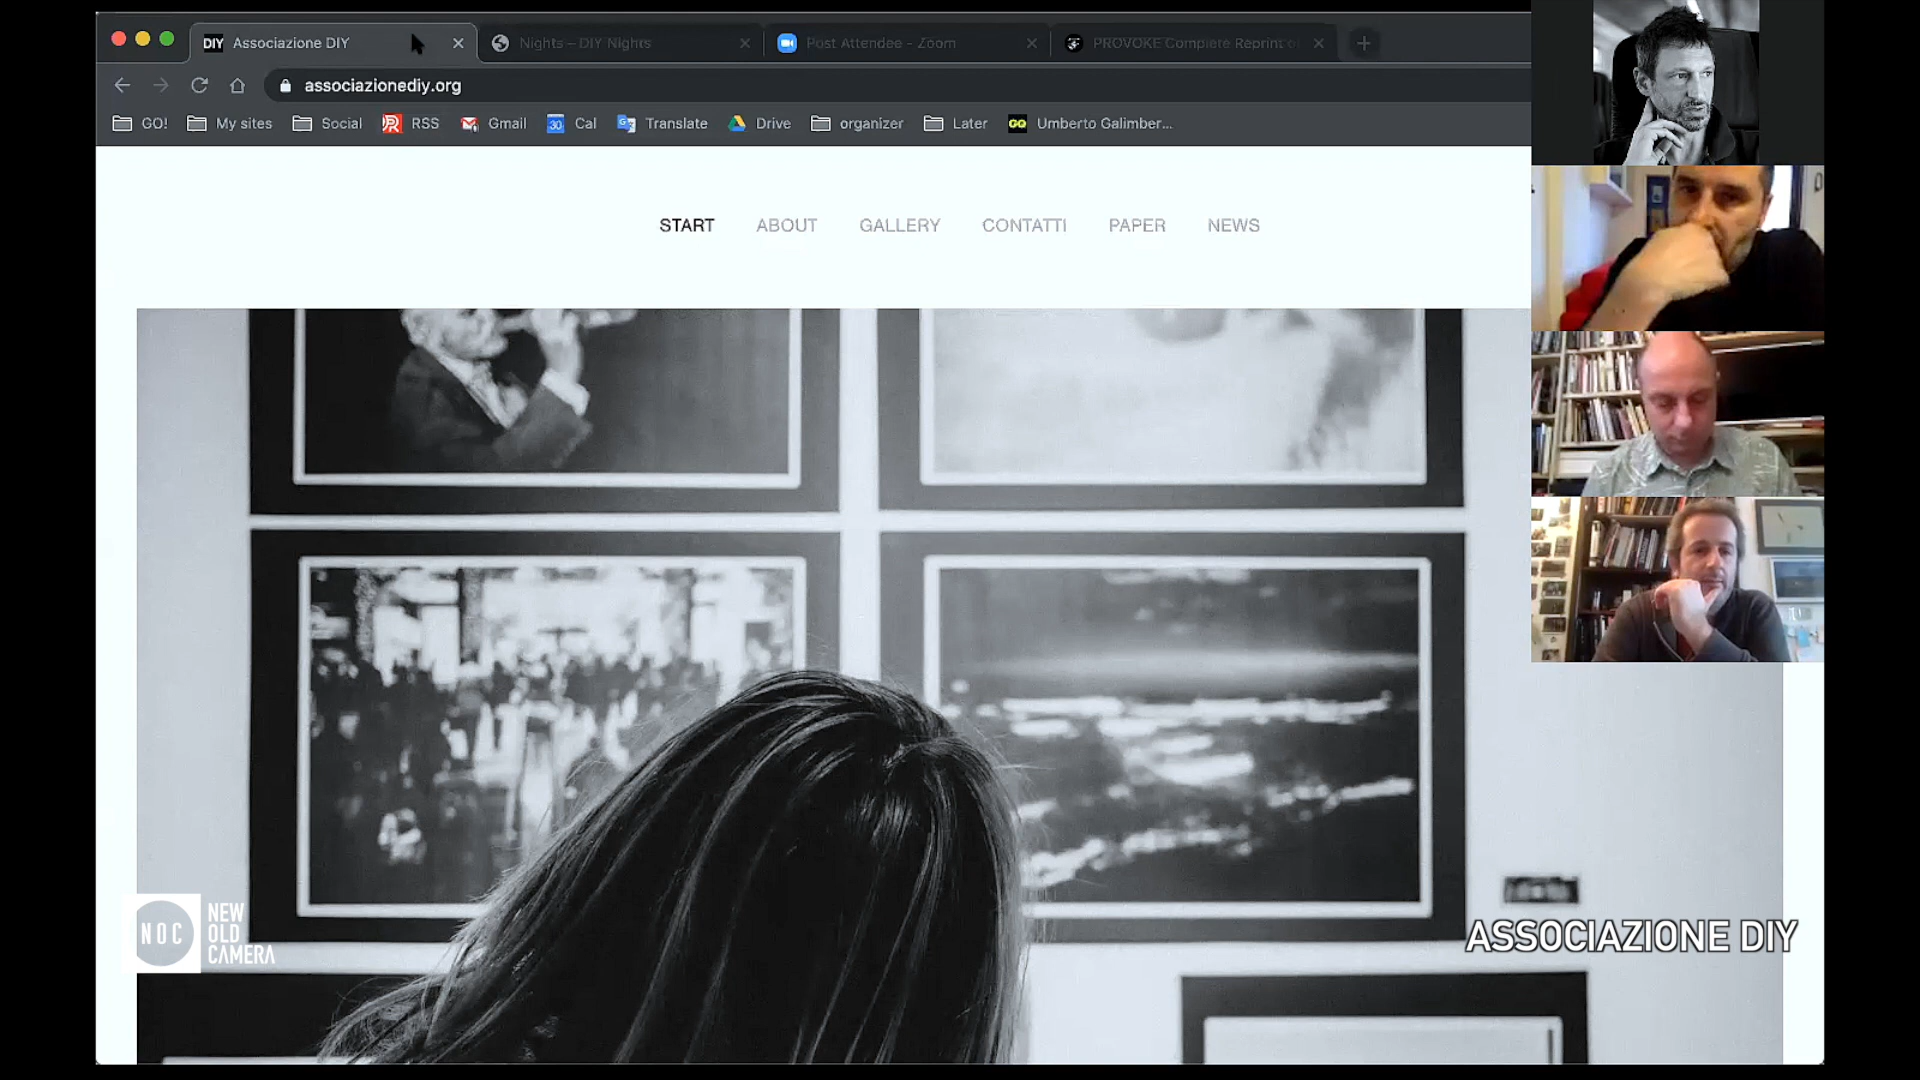 DIY Associazione DIY
Nights – DIY Nights
Post Attendee - Zoom
PROVOKE Complete Reprint o
associazionediy.org
GO!
My sites
Social
RSS
Gmail
30 Cal
Translate
Drive
organizer
Later
GO Umberto Galimber...
START
ABOUT
GALLERY
CONTATTI
PAPER
NEWS
NOC
NEW
OLD
CAMERA
ASSOCIAZIONE DIY